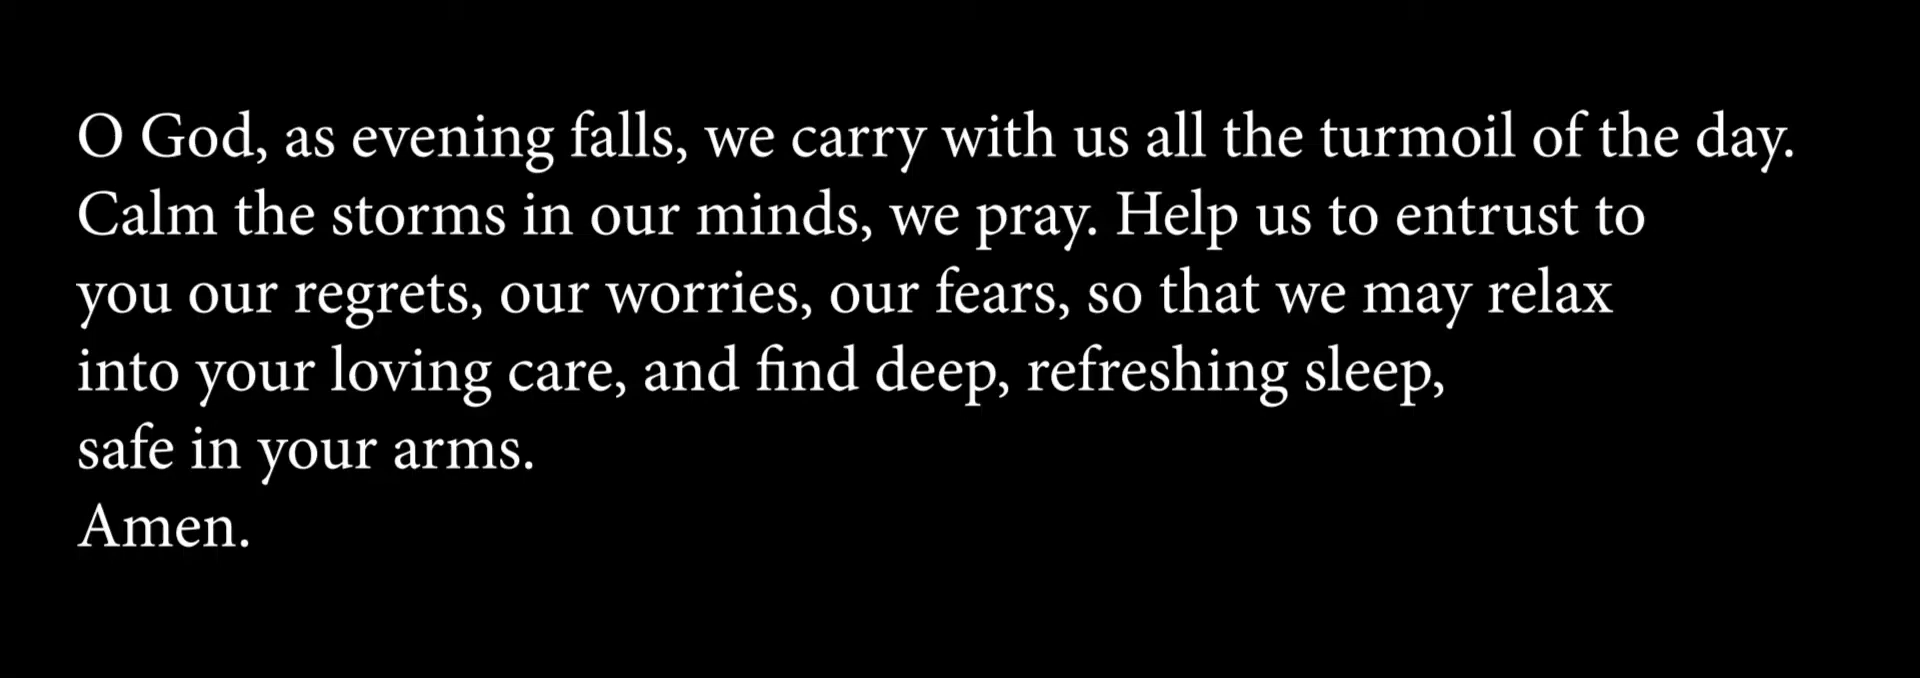 O God, as evening falls, we carry with us all the turmoil of the day.
Calm the storms in our minds, we pray. Help us to entrust to
you our regrets, our worries, our fears, so that we may relax
into your loving care, and find deep, refreshing sleep,
safe in your arms.
Amen.